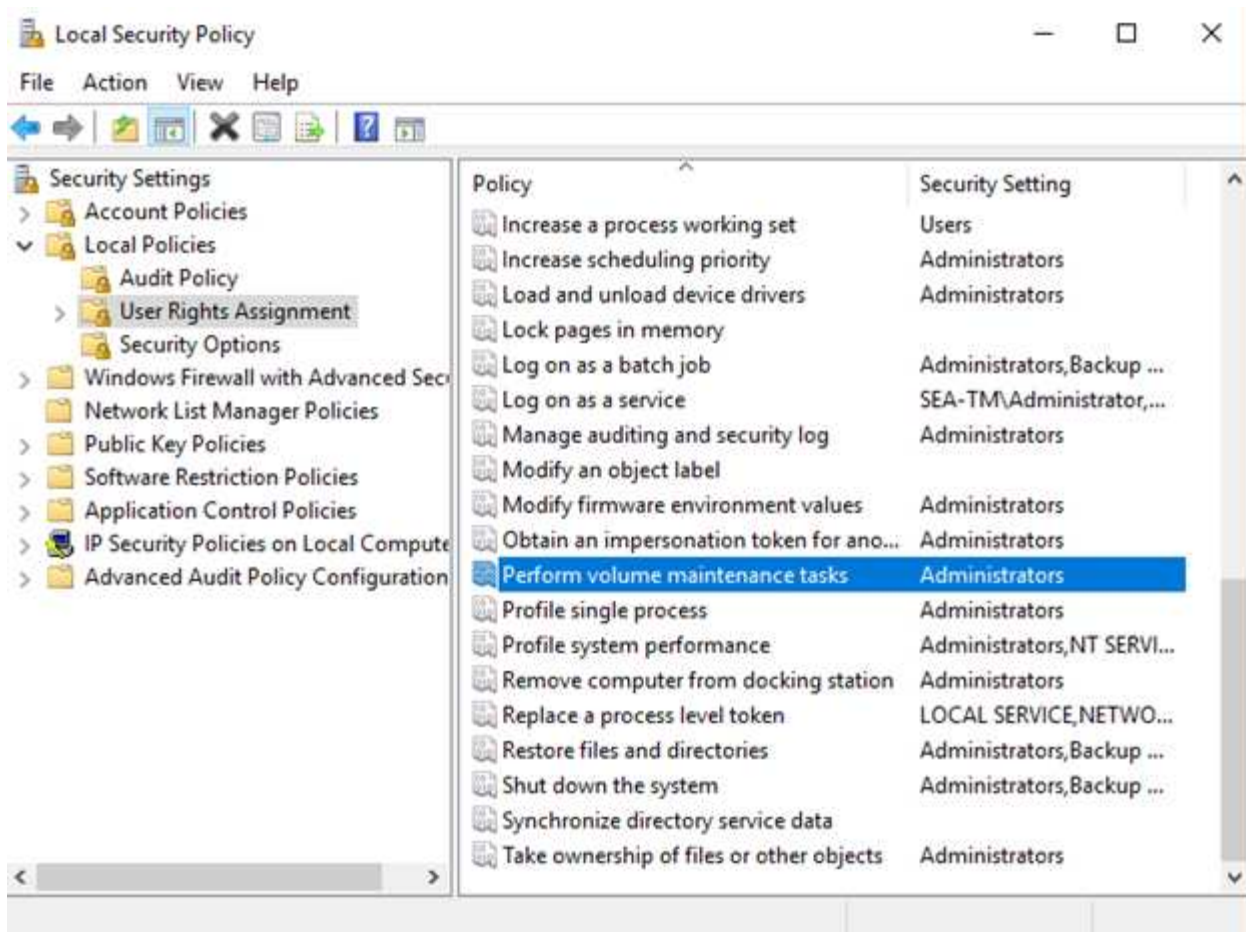 Local Security Policy
File Action View Help
Security Settings
Account Policies
Local Policies
Audit Policy
User Rights Assignment
Security Options
Windows Firewall with Advanced Secu
Network List Manager Policies
Public Key Policies
Software Restriction Policies
Application Control Policies
IP Security Policies on Local Compute
Advanced Audit Policy Configuration
Policy Security Setting
Increase a process working set Users
Increase scheduling priority Administrators
Load and unload device drivers Administrators
Lock pages in memory
Log on as a batch job Administrators,Backup ...
Log on as a service SEA-TM\Administrator,...
Manage auditing and security log Administrators
Modify an object label
Modify firmware environment values Administrators
Obtain an impersonation token for ano... Administrators
Perform volume maintenance tasks Administrators
Profile single process Administrators
Profile system performance Administrators,NT SERVI...
Remove computer from docking station Administrators
Replace a process level token LOCAL SERVICE,NETWO...
Restore files and directories Administrators,Backup ...
Shut down the system Administrators,Backup ...
Synchronize directory service data
Take ownership of files or other objects Administrators